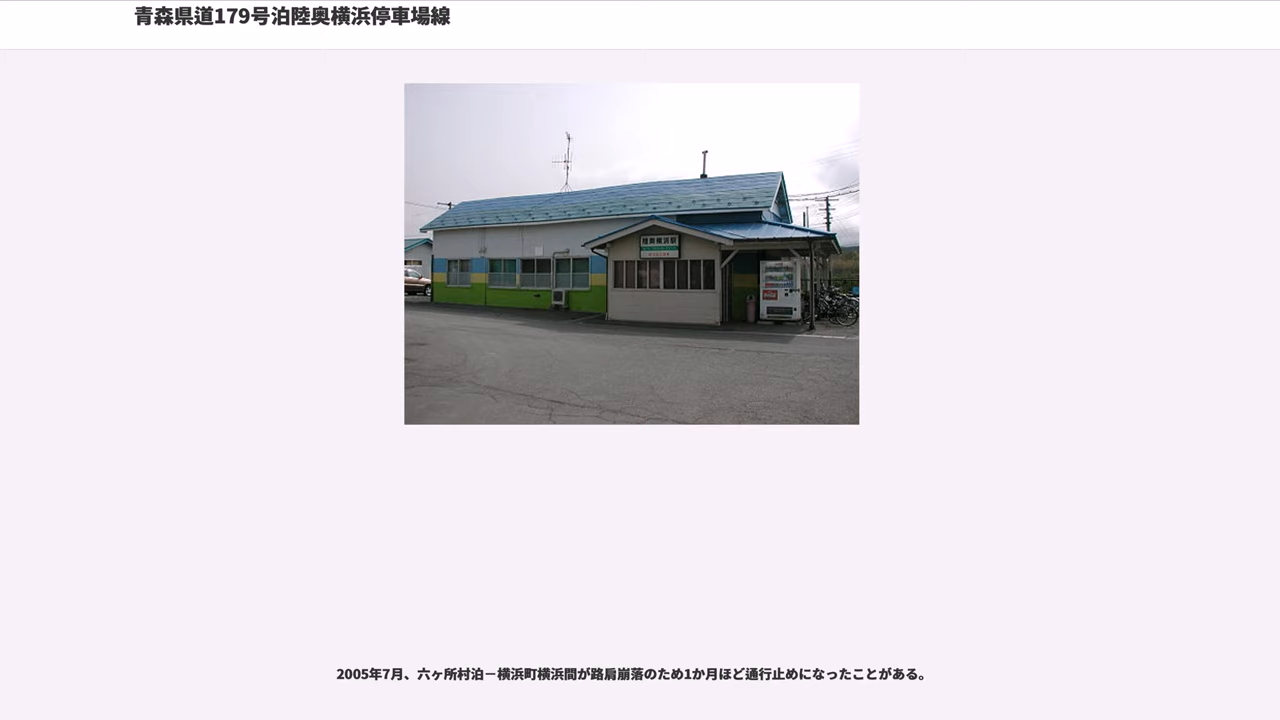 青森県道179号泊陸奥横浜停車場線
陸奥横浜駅
2005年7月、六ヶ所村泊－横浜町横浜間が路肩崩落のため1か月ほど通行止めになったことがある。